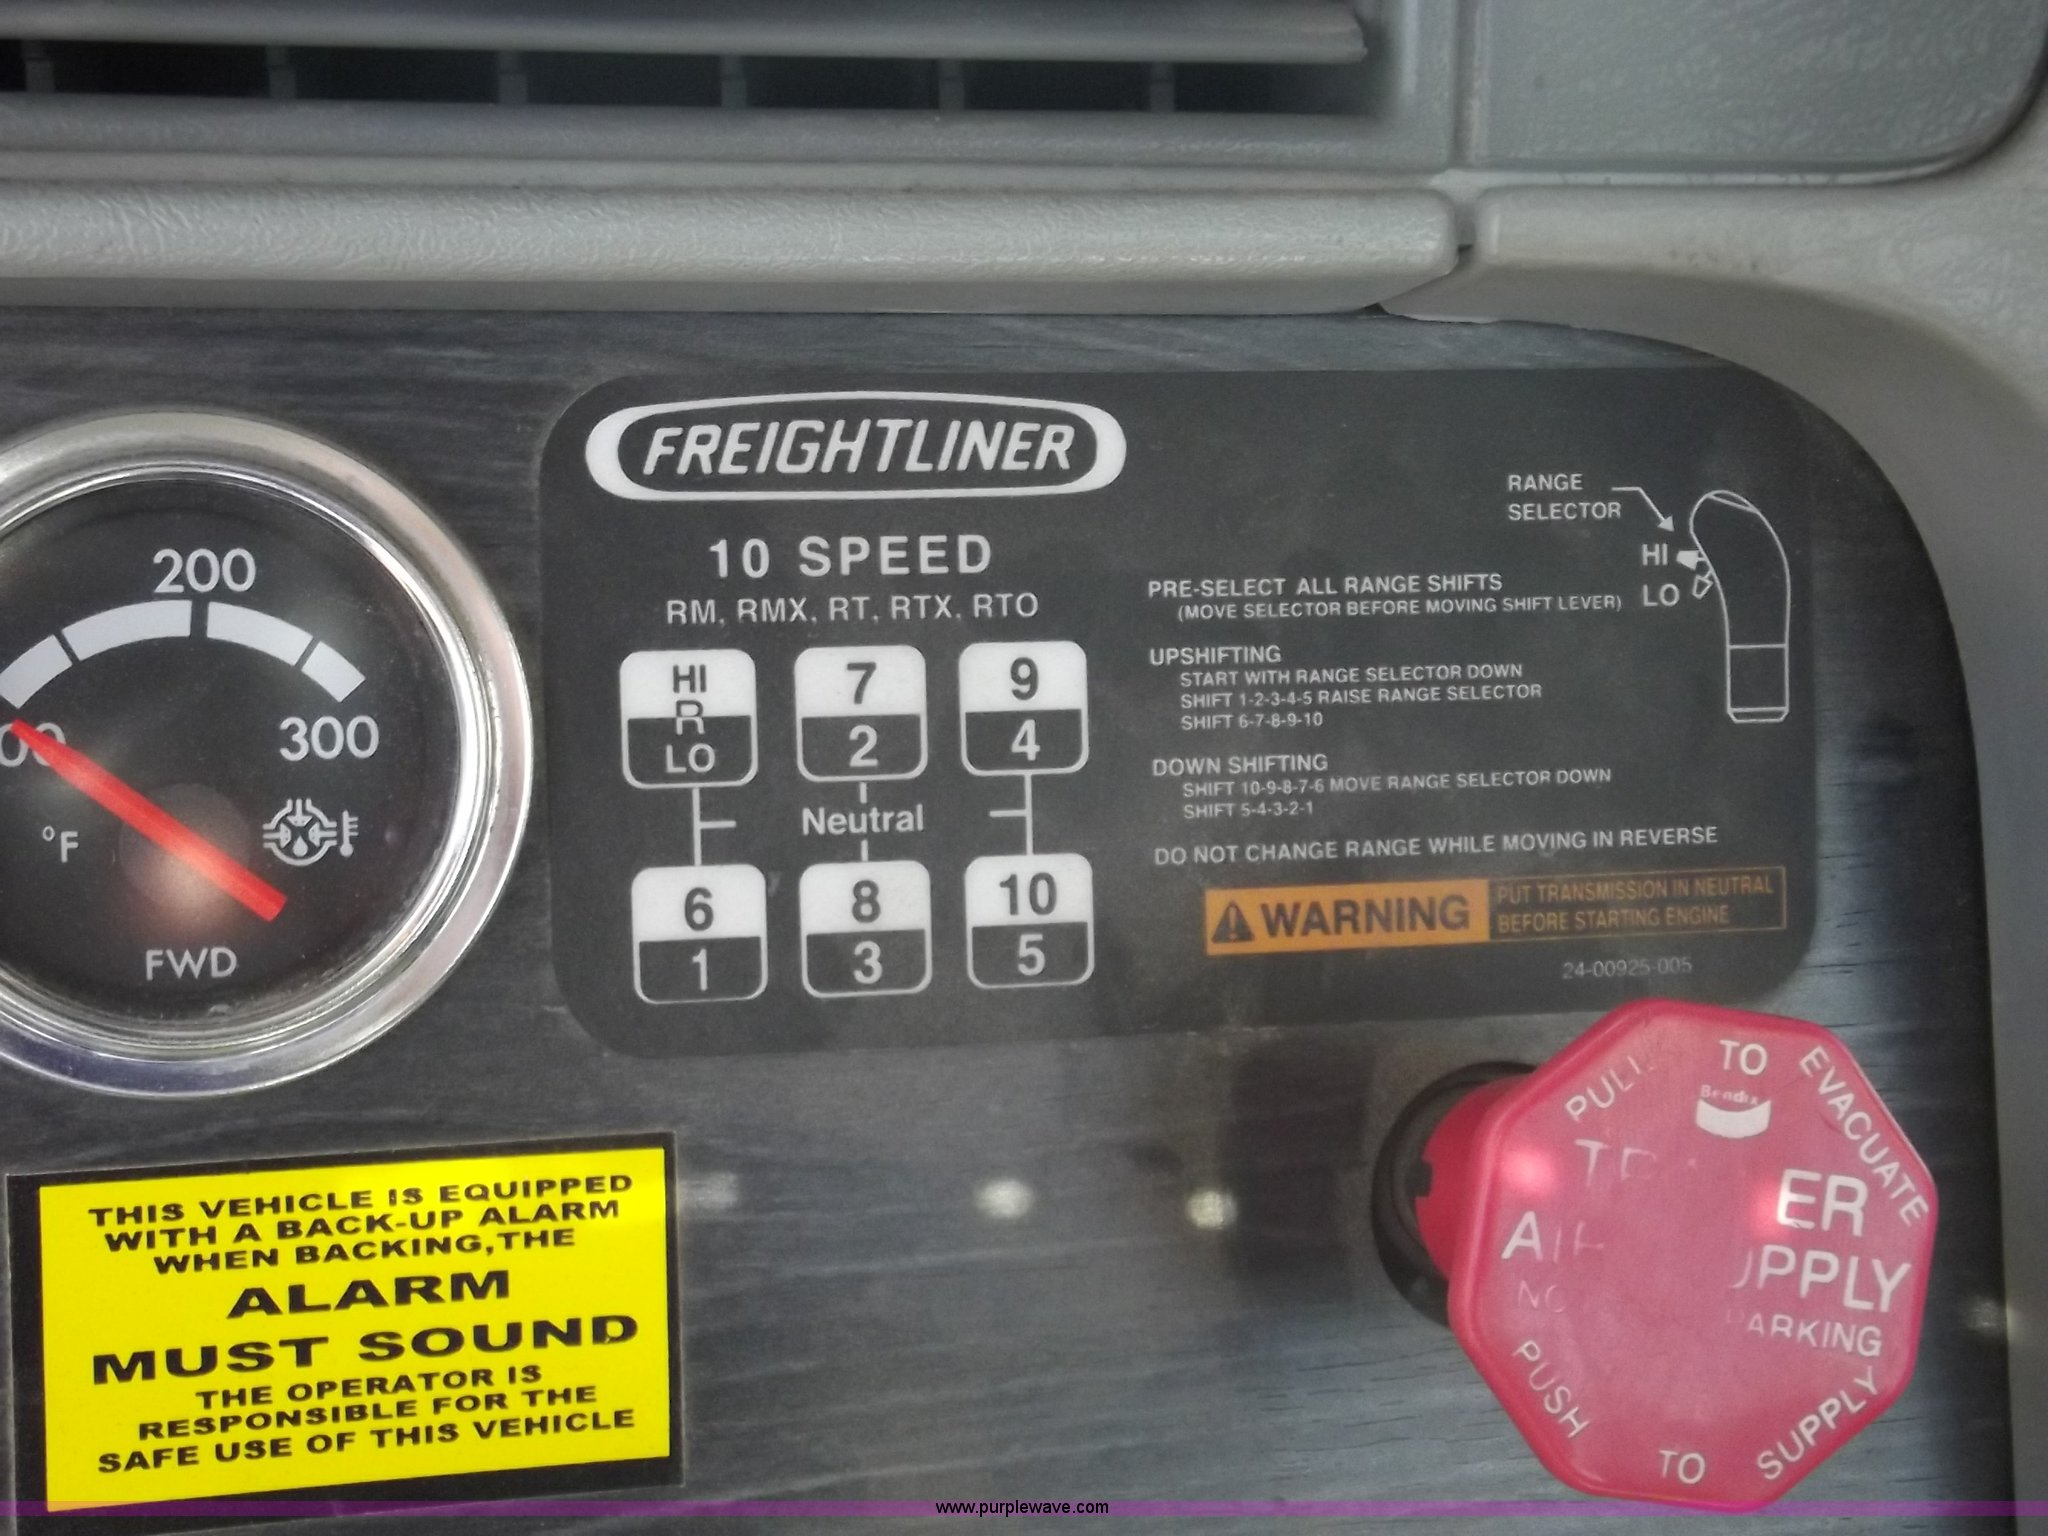 200
300
°F
FWD
FREIGHTLINER
10 SPEED
RM, RMX, RT, RTX, RTO
HI
R
LO
7
2
9
4
Neutral
6
1
8
3
10
5
RANGE
SELECTOR
HI
LO
PRE-SELECT ALL RANGE SHIFTS
(MOVE SELECTOR BEFORE MOVING SHIFT LEVER)
UPSHIFTING
START WITH RANGE SELECTOR DOWN
SHIFT 1-2-3-4-5 RAISE RANGE SELECTOR
SHIFT 6-7-8-9-10
DOWN SHIFTING
SHIFT 10-9-8-7-6 MOVE RANGE SELECTOR DOWN
SHIFT 5-4-3-2-1
DO NOT CHANGE RANGE WHILE MOVING IN REVERSE
WARNING
PUT TRANSMISSION IN NEUTRAL
BEFORE STARTING ENGINE
24-00925-005
THIS VEHICLE IS EQUIPPED
WITH A BACK-UP ALARM
WHEN BACKING, THE
ALARM
MUST SOUND
THE OPERATOR IS
RESPONSIBLE FOR THE
SAFE USE OF THIS VEHICLE
PULL TO EVACUATE
Bendix
PUSH TO SUPPLY
www.purplewave.com